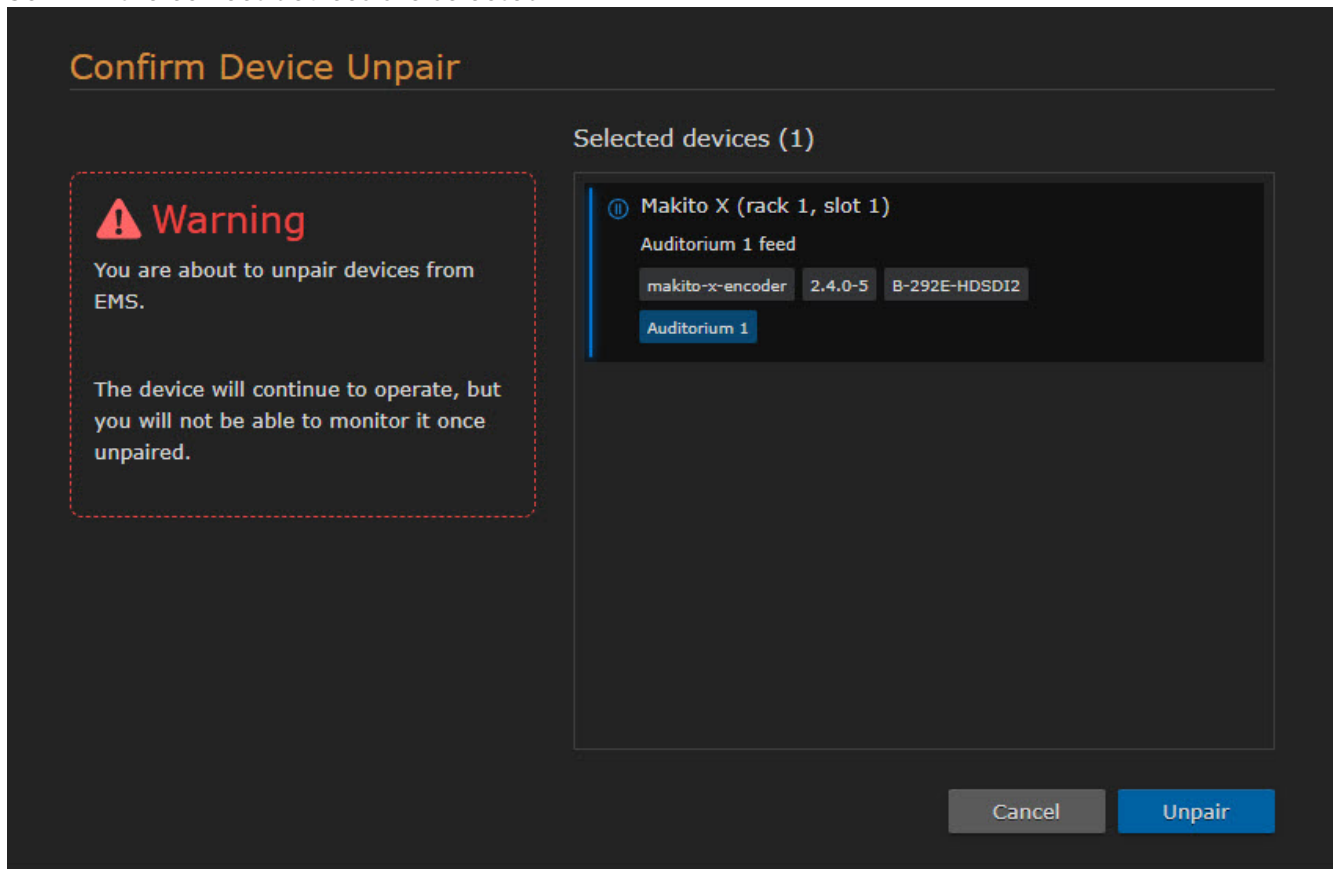 Confirm Device Unpair
Selected devices (1)
Warning
You are about to unpair devices from
EMS.
The device will continue to operate, but
you will not be able to monitor it once
unpaired.
Makito X (rack 1, slot 1)
Auditorium 1 feed
makito-x-encoder 2.4.0-5 B-292E-HDSDI2
Auditorium 1
Cancel Unpair